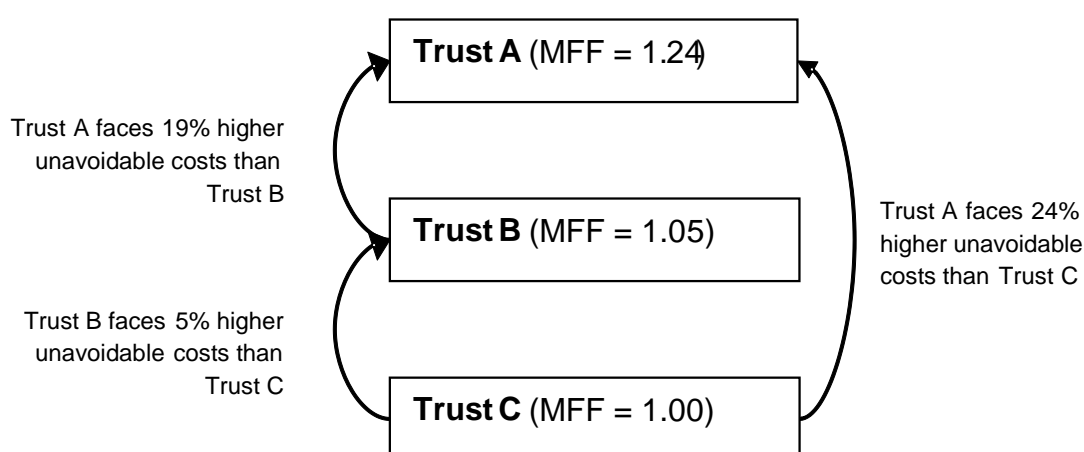 Trust A (MFF = 1.24)
Trust A faces 19% higher
unavoidable costs than
Trust B
Trust B (MFF = 1.05)
Trust A faces 24%
higher unavoidable
costs than Trust C
Trust B faces 5% higher
unavoidable costs than
Trust C
Trust C (MFF = 1.00)